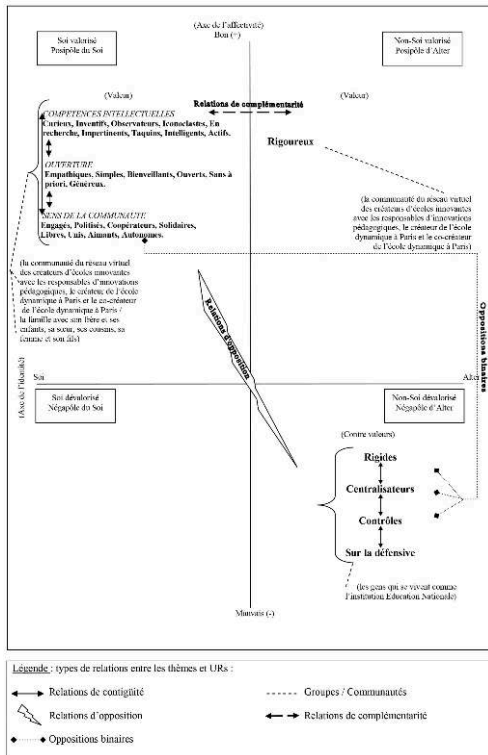 (Axe de l'affectivité)
Bon (+)
Soi valorisé
Posipôle du Soi
Non-Soi valorisé
Posipôle d'Alter
(Valeur)
Relations de complémentarité
(Valeur)
COMPETENCES INTELLECTUELLES
Curieux, Inventifs, Observateurs, Iconoclastes, En
recherche, Impertinents, Taquins, Intelligents, Actifs.
Rigoureux
OUVERTURE
Empathiques, Simples, Bienveillants, Ouverts, Sans à
priori, Généreux.
SENS DE LA COMMUNAUTE
Engagés, Politisés, Coopérateurs, Solidaires,
Libres, Unis, Aimants, Autonomes.
(la communauté du réseau virtuel
des créateurs d'écoles innovantes
avec les responsables d'innovations
pédagogiques, le créateur de l'école
dynamique à Paris et le co-créateur
de l'école dynamique à Paris)
(la communauté du réseau virtuel
des créateurs d'écoles innovantes
avec les responsables d'innovations
pédagogiques, le créateur de l'école
dynamique à Paris et le co-créateur
de l'école dynamique à Paris /
la famille avec son frère et ses
enfants, sa sœur, ses cousins, sa
femme et son fils)
Relations d'opposition
Oppositions binaires
(Axe de l'identité)
Soi
Alter
Soi dévalorisé
Négapôle du Soi
Non-Soi dévalorisé
Négapôle d'Alter
(Contre valeurs)
Rigides
Centralisateurs
Contrôles
Sur la défensive
(les gens qui se vivent comme
l'institution Education Nationale)
Mauvais (-)
Légende : types de relations entre les thèmes et URs :
Relations de contiguïté
Groupes / Communautés
Relations d'opposition
Relations de complémentarité
Oppositions binaires